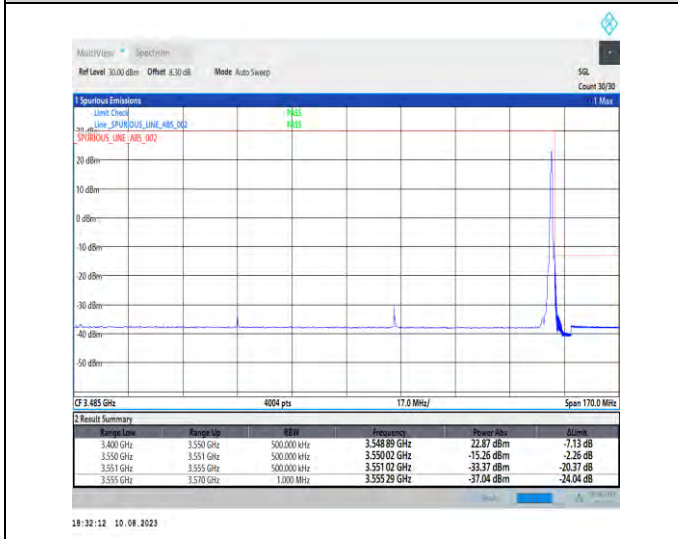 MultiView Spectrum
Ref Level 30.00 dBm Offset 8.30 dB Mode Auto Sweep SGL
Count 30/30
1 Spurious Emissions 1 Max
Limit Check PASS
Line _SPURIOUS_LINE_ABS_002 PASS
_SPURIOUS_LINE_ABS_002
20 dBm
10 dBm
0 dBm
-10 dBm
-20 dBm
-30 dBm
-40 dBm
-50 dBm
CF 3.485 GHz 4004 pts 17.0 MHz/ Span 170.0 MHz
2 Result Summary
Range Low Range Up RBW Frequency Power Abs ΔLimit
3.400 GHz 3.550 GHz 500.000 kHz 3.548 89 GHz 22.87 dBm -7.13 dB
3.550 GHz 3.551 GHz 500.000 kHz 3.550 02 GHz -15.26 dBm -2.26 dB
3.551 GHz 3.555 GHz 500.000 kHz 3.551 02 GHz -33.37 dBm -20.37 dB
3.555 GHz 3.570 GHz 1.000 MHz 3.555 29 GHz -37.04 dBm -24.04 dB
18:32:12 10.08.2023